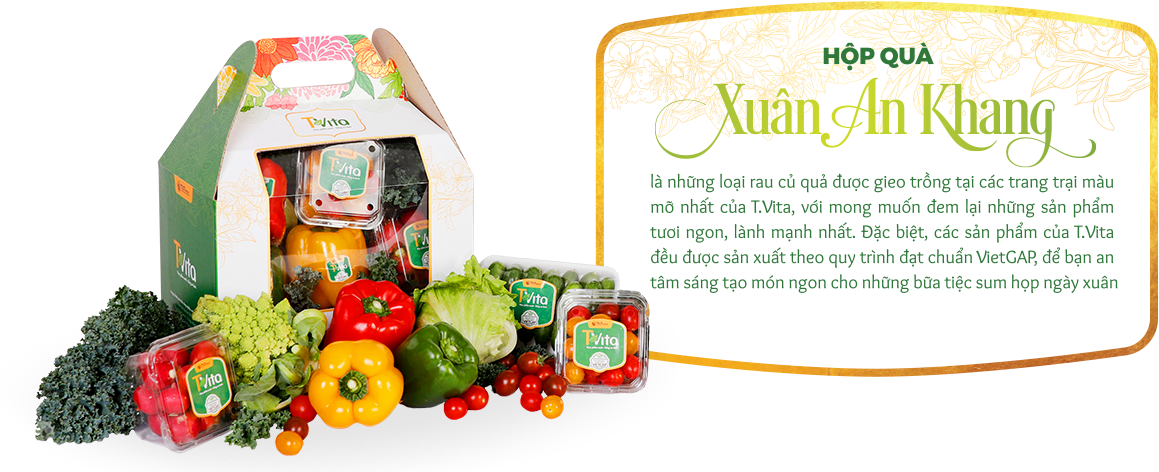 HỘP QUÀ
Xuân An Khang
là những loại rau củ quả được gieo trồng tại các trang trại màu
mỡ nhất của T.Vita, với mong muốn đem lại những sản phẩm
tươi ngon, lành mạnh nhất. Đặc biệt, các sản phẩm của T.Vita
đều được sản xuất theo quy trình đạt chuẩn VietGAP, để bạn an
tâm sáng tạo món ngon cho những bữa tiệc sum họp ngày xuân
T.Vita
T.Vita
T.Vita
T.Vita
T.Vita
T.Vita